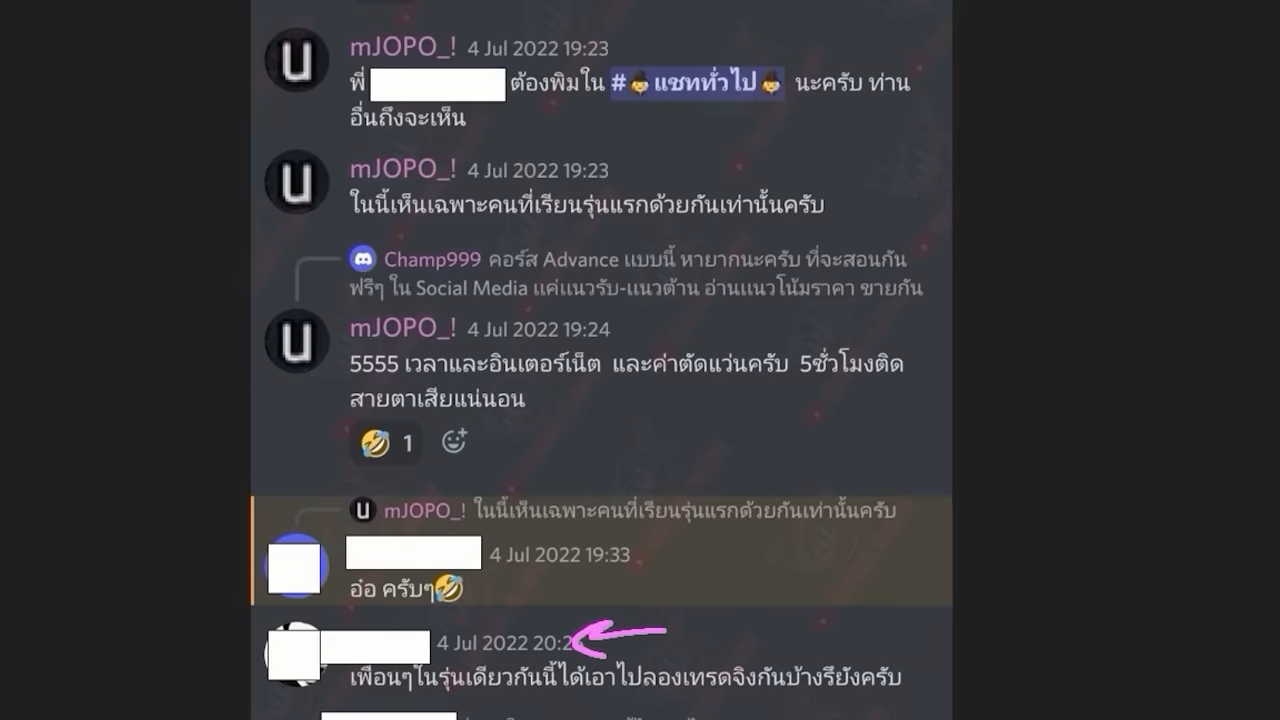 mJOPO_! 4 Jul 2022 19:23
พี่ ต้องพิมใน #แชททั่วไป นะครับ ท่าน
อื่นถึงจะเห็น
mJOPO_! 4 Jul 2022 19:23
ในนี้เห็นเฉพาะคนที่เรียนรุ่นแรกด้วยกันเท่านั้นครับ
Champ999 คอร์ส Advance แบบนี้ หายากนะครับ ที่จะสอนกัน
ฟรีๆ ใน Social Media แค่แนวรับ-แนวต้าน อ่านแนวโน้มราคา ขายกัน
mJOPO_! 4 Jul 2022 19:24
5555 เวลาและอินเตอร์เน็ต และค่าตัดแว่นครับ 5ชั่วโมงติด
สายตาเสียแน่นอน
1
mJOPO_! ในนี้เห็นเฉพาะคนที่เรียนรุ่นแรกด้วยกันเท่านั้นครับ
4 Jul 2022 19:33
อ๋อ ครับๆ
4 Jul 2022
เพื่อนๆในรุ่นเดียวกันนี้ได้เอาไปลองเทรดจิงกันบ้างรึยังครับ